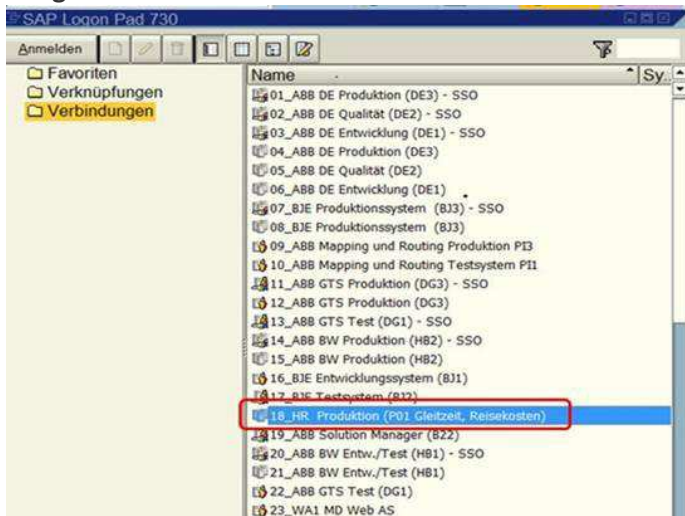 SAP Logon Pad 730
Anmelden
Favoriten
Verknüpfungen
Verbindungen
Name
Sy..
01_ABB DE Produktion (DE3) - SSO
02_ABB DE Qualität (DE2) - SSO
03_ABB DE Entwicklung (DE1) - SSO
04_ABB DE Produktion (DE3)
05_ABB DE Qualität (DE2)
06_ABB DE Entwicklung (DE1)
07_BJE Produktionssystem (BJ3) - SSO
08_BJE Produktionssystem (BJ3)
09_ABB Mapping und Routing Produktion PI3
10_ABB Mapping und Routing Testsystem PI1
11_ABB GTS Produktion (DG3) - SSO
12_ABB GTS Produktion (DG3)
13_ABB GTS Test (DG1) - SSO
14_ABB BW Produktion (HB2) - SSO
15_ABB BW Produktion (HB2)
16_BJE Entwicklungssystem (BJ1)
17_BJE Testsystem (BJ2)
18_HR Produktion (P01 Gleitzeit, Reisekosten)
19_ABB Solution Manager (B22)
20_ABB BW Entw./Test (HB1) - SSO
21_ABB BW Entw./Test (HB1)
22_ABB GTS Test (DG1)
23_WA1 MD Web AS